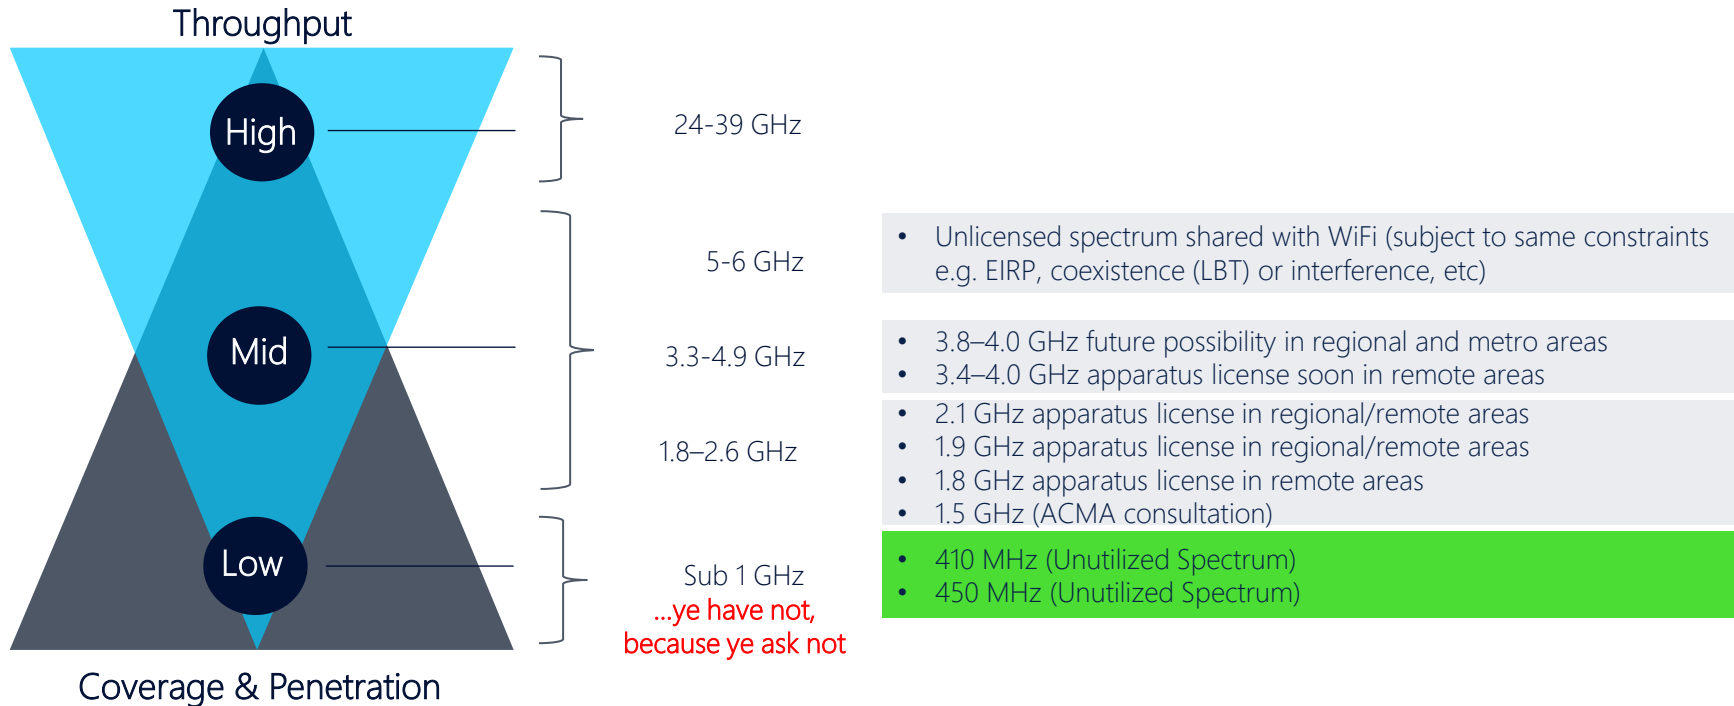 Throughput
High
24-39 GHz
5-6 GHz
• Unlicensed spectrum shared with WiFi (subject to same constraints
e.g. EIRP, coexistence (LBT) or interference, etc)
Mid
3.3-4.9 GHz
• 3.8–4.0 GHz future possibility in regional and metro areas
• 3.4–4.0 GHz apparatus license soon in remote areas
1.8–2.6 GHz
• 2.1 GHz apparatus license in regional/remote areas
• 1.9 GHz apparatus license in regional/remote areas
• 1.8 GHz apparatus license in remote areas
• 1.5 GHz (ACMA consultation)
Low
Sub 1 GHz
...ye have not,
because ye ask not
• 410 MHz (Unutilized Spectrum)
• 450 MHz (Unutilized Spectrum)
Coverage & Penetration